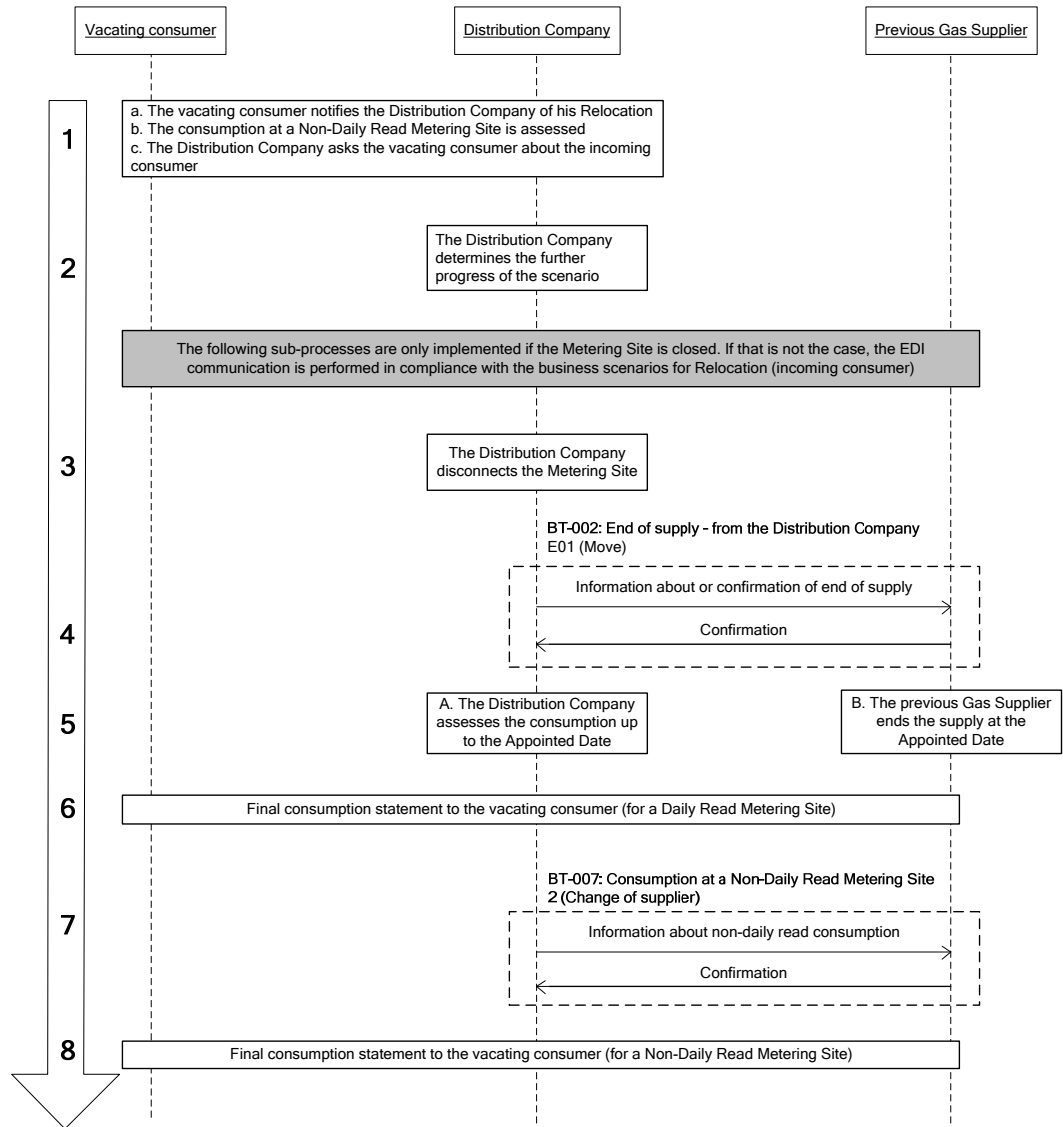 Vacating consumer
Distribution Company
Previous Gas Supplier
1
a. The vacating consumer notifies the Distribution Company of his Relocation
b. The consumption at a Non-Daily Read Metering Site is assessed
c. The Distribution Company asks the vacating consumer about the incoming
consumer
2
The Distribution Company
determines the further
progress of the scenario
The following sub-processes are only implemented if the Metering Site is closed. If that is not the case, the EDI
communication is performed in compliance with the business scenarios for Relocation (incoming consumer)
3
The Distribution Company
disconnects the Metering Site
BT-002: End of supply - from the Distribution Company
E01 (Move)
Information about or confirmation of end of supply
4
Confirmation
5
A. The Distribution Company
assesses the consumption up
to the Appointed Date
B. The previous Gas Supplier
ends the supply at the
Appointed Date
6
Final consumption statement to the vacating consumer (for a Daily Read Metering Site)
BT-007: Consumption at a Non-Daily Read Metering Site
2 (Change of supplier)
7
Information about non-daily read consumption
Confirmation
8
Final consumption statement to the vacating consumer (for a Non-Daily Read Metering Site)